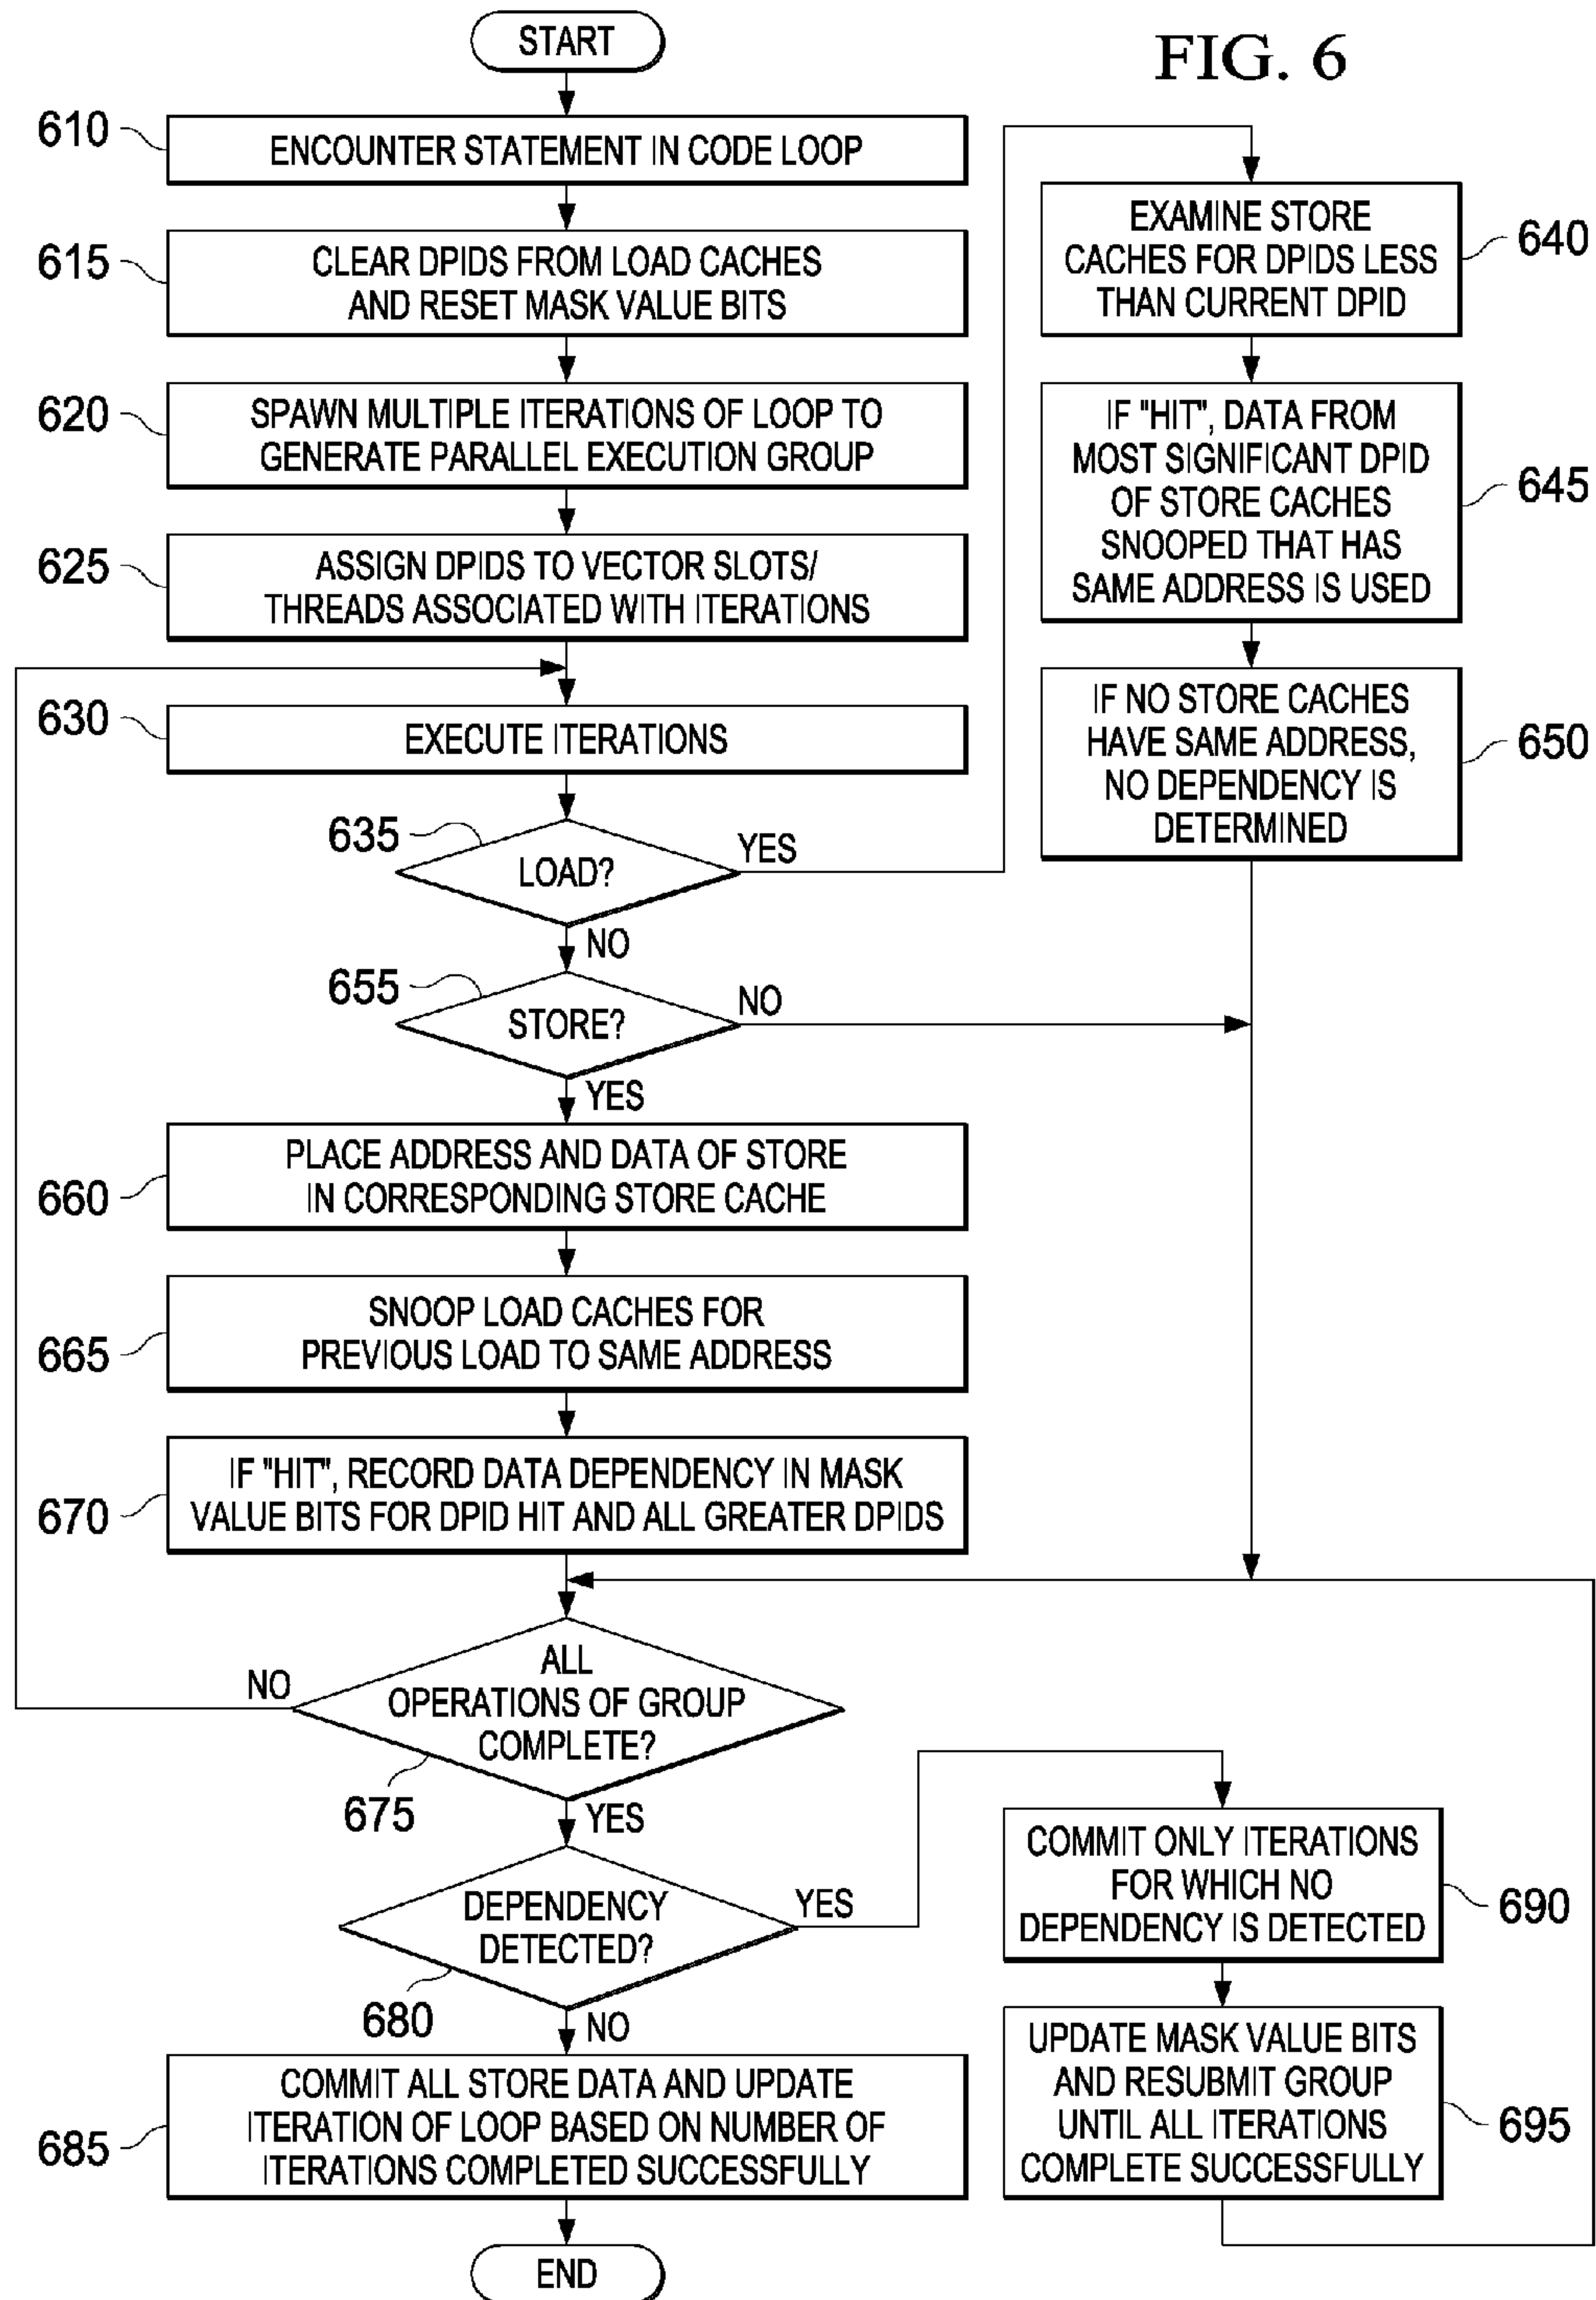 START
FIG. 6
610
ENCOUNTER STATEMENT IN CODE LOOP
615
CLEAR DPIDS FROM LOAD CACHES
AND RESET MASK VALUE BITS
620
SPAWN MULTIPLE ITERATIONS OF LOOP TO
GENERATE PARALLEL EXECUTION GROUP
625
ASSIGN DPIDS TO VECTOR SLOTS/
THREADS ASSOCIATED WITH ITERATIONS
630
EXECUTE ITERATIONS
635
LOAD?
YES
NO
640
EXAMINE STORE
CACHES FOR DPIDS LESS
THAN CURRENT DPID
645
IF "HIT", DATA FROM
MOST SIGNIFICANT DPID
OF STORE CACHES
SNOOPED THAT HAS
SAME ADDRESS IS USED
650
IF NO STORE CACHES
HAVE SAME ADDRESS,
NO DEPENDENCY IS
DETERMINED
655
STORE?
NO
YES
660
PLACE ADDRESS AND DATA OF STORE
IN CORRESPONDING STORE CACHE
665
SNOOP LOAD CACHES FOR
PREVIOUS LOAD TO SAME ADDRESS
670
IF "HIT", RECORD DATA DEPENDENCY IN MASK
VALUE BITS FOR DPID HIT AND ALL GREATER DPIDS
NO
ALL
OPERATIONS OF GROUP
COMPLETE?
675
YES
DEPENDENCY
DETECTED?
680
YES
NO
685
COMMIT ALL STORE DATA AND UPDATE
ITERATION OF LOOP BASED ON NUMBER OF
ITERATIONS COMPLETED SUCCESSFULLY
690
COMMIT ONLY ITERATIONS
FOR WHICH NO
DEPENDENCY IS DETECTED
695
UPDATE MASK VALUE BITS
AND RESUBMIT GROUP
UNTIL ALL ITERATIONS
COMPLETE SUCCESSFULLY
END